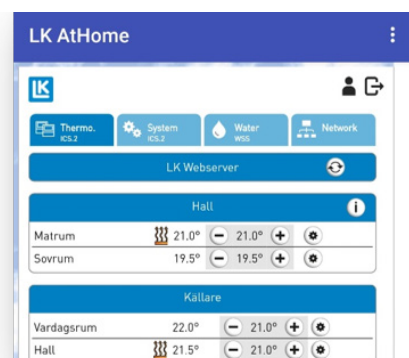 LK AtHome
LK
Thermo. System Water Network
ICS.2 ICS.2 WSS
LK Webserver
Hall i
Matrum 21.0° - 21.0° +
Sovrum 19.5° - 19.5° +
Källare
Vardagsrum 22.0° - 21.0° +
Hall 21.5° - 21.0° +